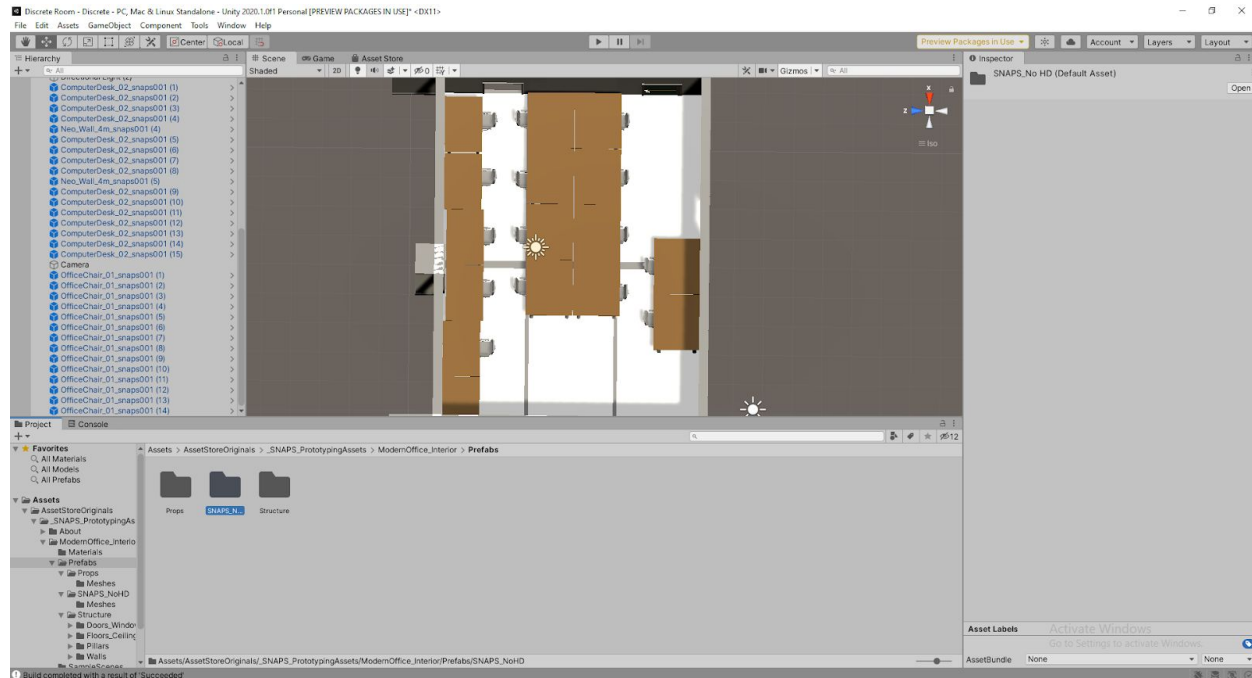 Discrete Room - Discrete - PC, Mac & Linux Standalone - Unity 2020.1.0f1 Personal [PREVIEW PACKAGES IN USE]* <DX11>
File Edit Assets GameObject Component Tools Window Help
Center Local Preview Packages in Use Account Layers Layout
Hierarchy
All
Directional Light (2)
ComputerDesk_02_snaps001 (1)
ComputerDesk_02_snaps001 (2)
ComputerDesk_02_snaps001 (3)
ComputerDesk_02_snaps001 (4)
Neo_Wall_4m_snaps001 (4)
ComputerDesk_02_snaps001 (5)
ComputerDesk_02_snaps001 (6)
ComputerDesk_02_snaps001 (7)
ComputerDesk_02_snaps001 (8)
Neo_Wall_4m_snaps001 (5)
ComputerDesk_02_snaps001 (9)
ComputerDesk_02_snaps001 (10)
ComputerDesk_02_snaps001 (11)
ComputerDesk_02_snaps001 (12)
ComputerDesk_02_snaps001 (13)
ComputerDesk_02_snaps001 (14)
ComputerDesk_02_snaps001 (15)
Camera
OfficeChair_01_snaps001 (1)
OfficeChair_01_snaps001 (2)
OfficeChair_01_snaps001 (3)
OfficeChair_01_snaps001 (4)
OfficeChair_01_snaps001 (5)
OfficeChair_01_snaps001 (6)
OfficeChair_01_snaps001 (7)
OfficeChair_01_snaps001 (8)
OfficeChair_01_snaps001 (9)
OfficeChair_01_snaps001 (10)
OfficeChair_01_snaps001 (11)
OfficeChair_01_snaps001 (12)
OfficeChair_01_snaps001 (13)
OfficeChair_01_snaps001 (14)
Scene Game Asset Store
Shaded 2D 0 Gizmos All
x
z
Iso
Inspector
SNAPS_No HD (Default Asset)
Open
Project Console
12
Favorites
All Materials
All Models
All Prefabs
Assets
AssetStoreOriginals
_SNAPS_PrototypingAs
About
ModernOffice_Interio
Materials
Prefabs
Props
Meshes
SNAPS_NoHD
Meshes
Structure
Doors_Windo
Floors_Ceiling
Pillars
Walls
SampleScenes
Assets > AssetStoreOriginals > _SNAPS_PrototypingAssets > ModernOffice_Interior > Prefabs
Props SNAPS_N... Structure
Assets/AssetStoreOriginals/_SNAPS_PrototypingAssets/ModernOffice_Interior/Prefabs/SNAPS_NoHD
Asset Labels
Activate Windows
Go to Settings to activate Windows.
AssetBundle None None
Build completed with a result of 'Succeeded'